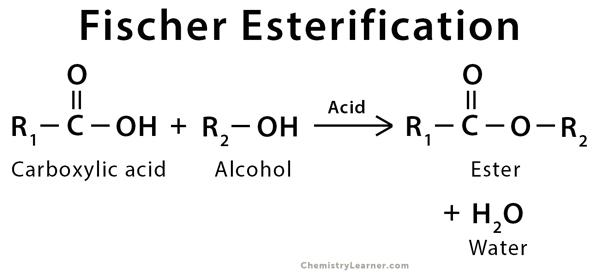 Fischer Esterification
O O
|| ||
R₁ — C — OH + R₂ — OH Acid R₁ — C — O — R₂
Carboxylic acid Alcohol Ester
+ H₂O
Water
ChemistryLearner.com